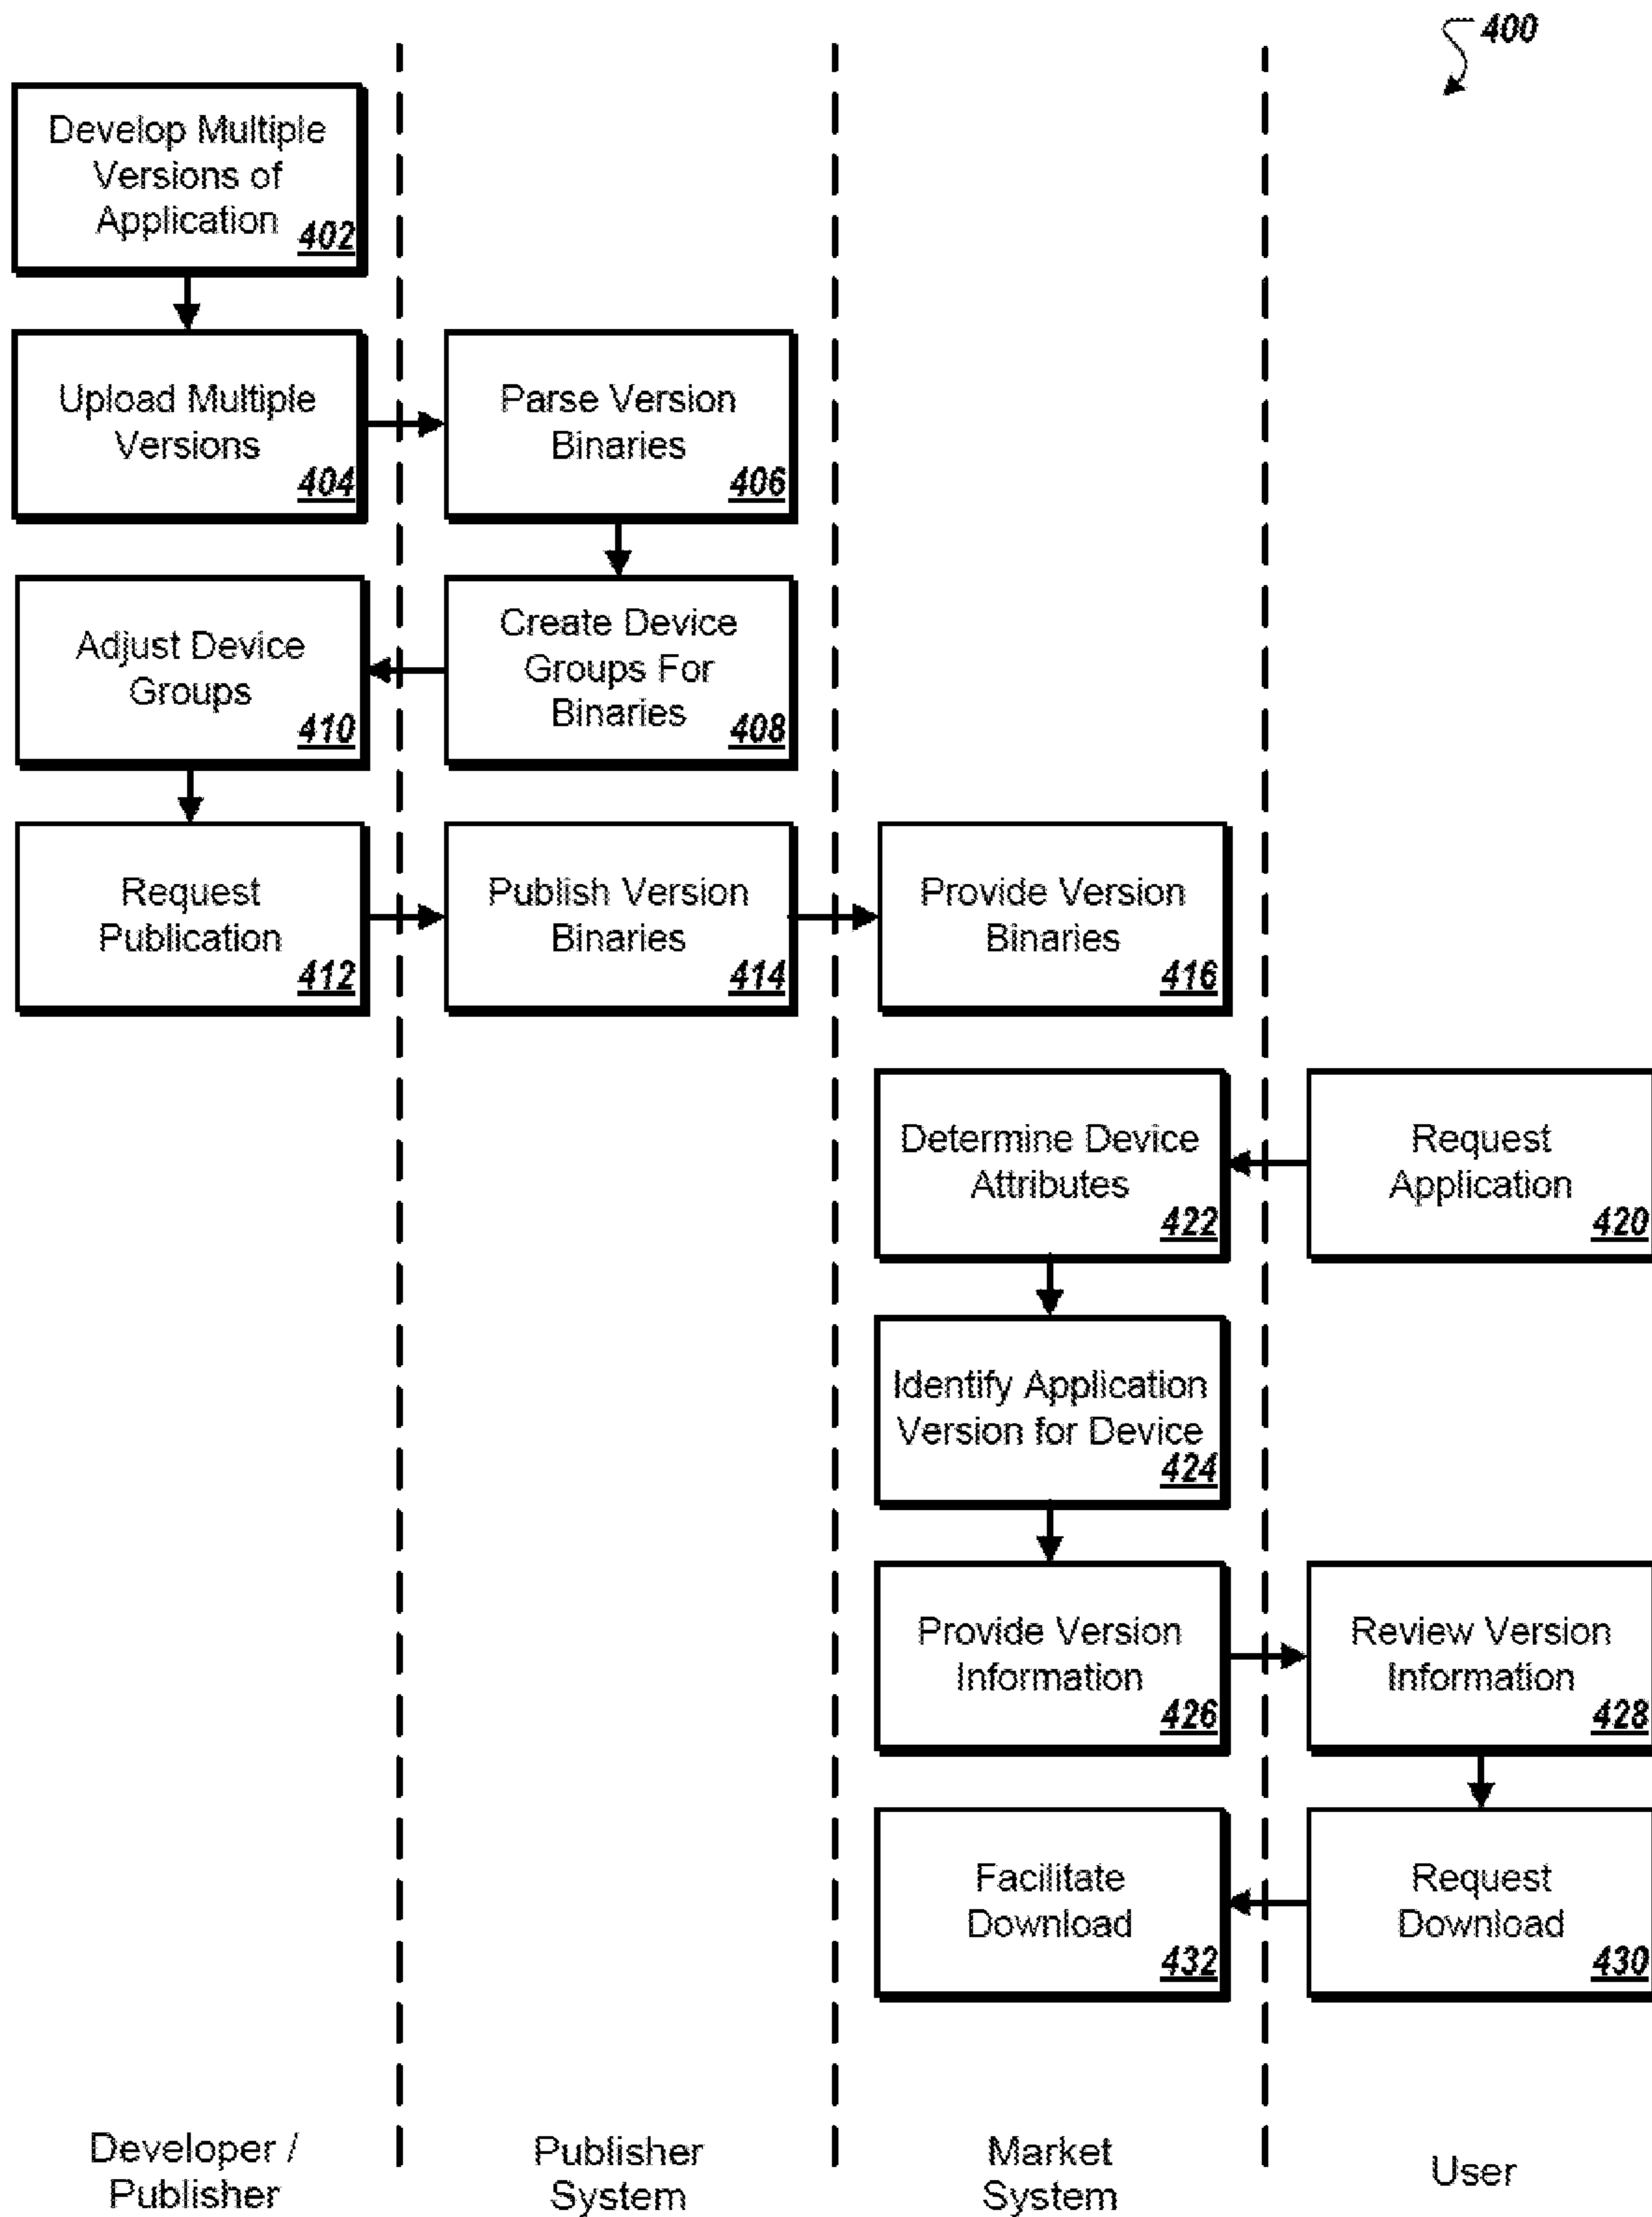 400
Develop Multiple
Versions of
Application
402
Upload Multiple
Versions
404
Parse Version
Binaries
406
Adjust Device
Groups
410
Create Device
Groups For
Binaries
408
Request
Publication
412
Publish Version
Binaries
414
Provide Version
Binaries
416
Determine Device
Attributes
422
Request
Application
420
Identify Application
Version for Device
424
Provide Version
Information
426
Review Version
Information
428
Facilitate
Download
432
Request
Download
430
Developer /
Publisher
Publisher
System
Market
System
User